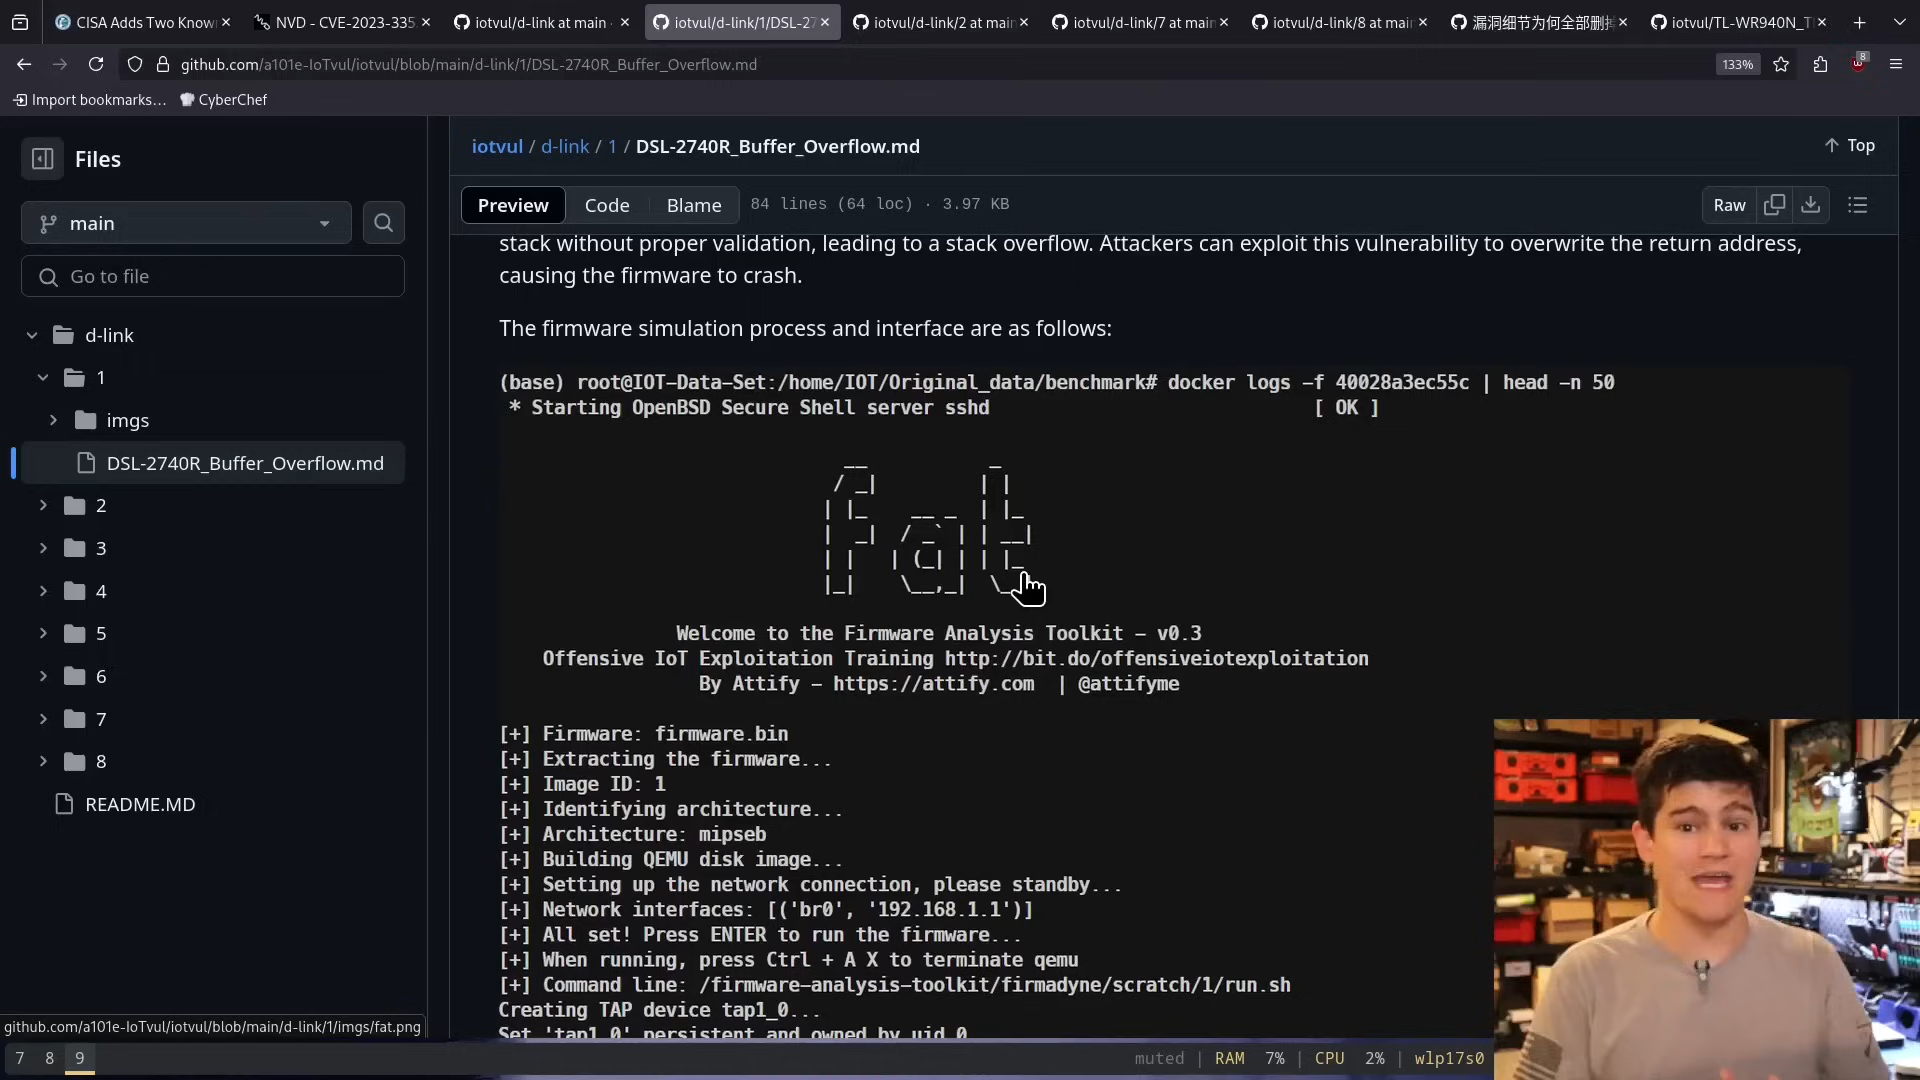 CISA Adds Two Know
NVD - CVE-2023-335
iotvul/d-link at main ·
iotvul/d-link/1/DSL-27
iotvul/d-link/2 at main
iotvul/d-link/7 at main
iotvul/d-link/8 at main
漏洞细节为何全部删
iotvul/TL-WR940N_T
github.com/a101e-IoTvul/iotvul/blob/main/d-link/1/DSL-2740R_Buffer_Overflow.md
133%
8
Import bookmarks...
CyberChef
Files
iotvul / d-link / 1 / DSL-2740R_Buffer_Overflow.md
Top
main
Preview
Code
Blame
84 lines (64 loc) · 3.97 KB
Raw
Go to file
d-link
1
imgs
DSL-2740R_Buffer_Overflow.md
2
3
4
5
6
7
8
README.MD
stack without proper validation, leading to a stack overflow. Attackers can exploit this vulnerability to overwrite the return address,
causing the firmware to crash.
The firmware simulation process and interface are as follows:
(base) root@IOT-Data-Set:/home/IOT/Original_data/benchmark# docker logs -f 40028a3ec55c | head -n 50
* Starting OpenBSD Secure Shell server sshd [ OK ]
fat
Welcome to the Firmware Analysis Toolkit - v0.3
Offensive IoT Exploitation Training http://bit.do/offensiveiotexploitation
By Attify - https://attify.com | @attifyme
[+] Firmware: firmware.bin
[+] Extracting the firmware...
[+] Image ID: 1
[+] Identifying architecture...
[+] Architecture: mipseb
[+] Building QEMU disk image...
[+] Setting up the network connection, please standby...
[+] Network interfaces: [('br0', '192.168.1.1')]
[+] All set! Press ENTER to run the firmware...
[+] When running, press Ctrl + A X to terminate qemu
[+] Command line: /firmware-analysis-toolkit/firmadyne/scratch/1/run.sh
Creating TAP device tap1_0...
Set 'tap1_0' persistent and owned by uid 0
github.com/a101e-IoTvul/iotvul/blob/main/d-link/1/imgs/fat.png
7 8 9
muted | RAM 7% | CPU 2% | wlp17s0